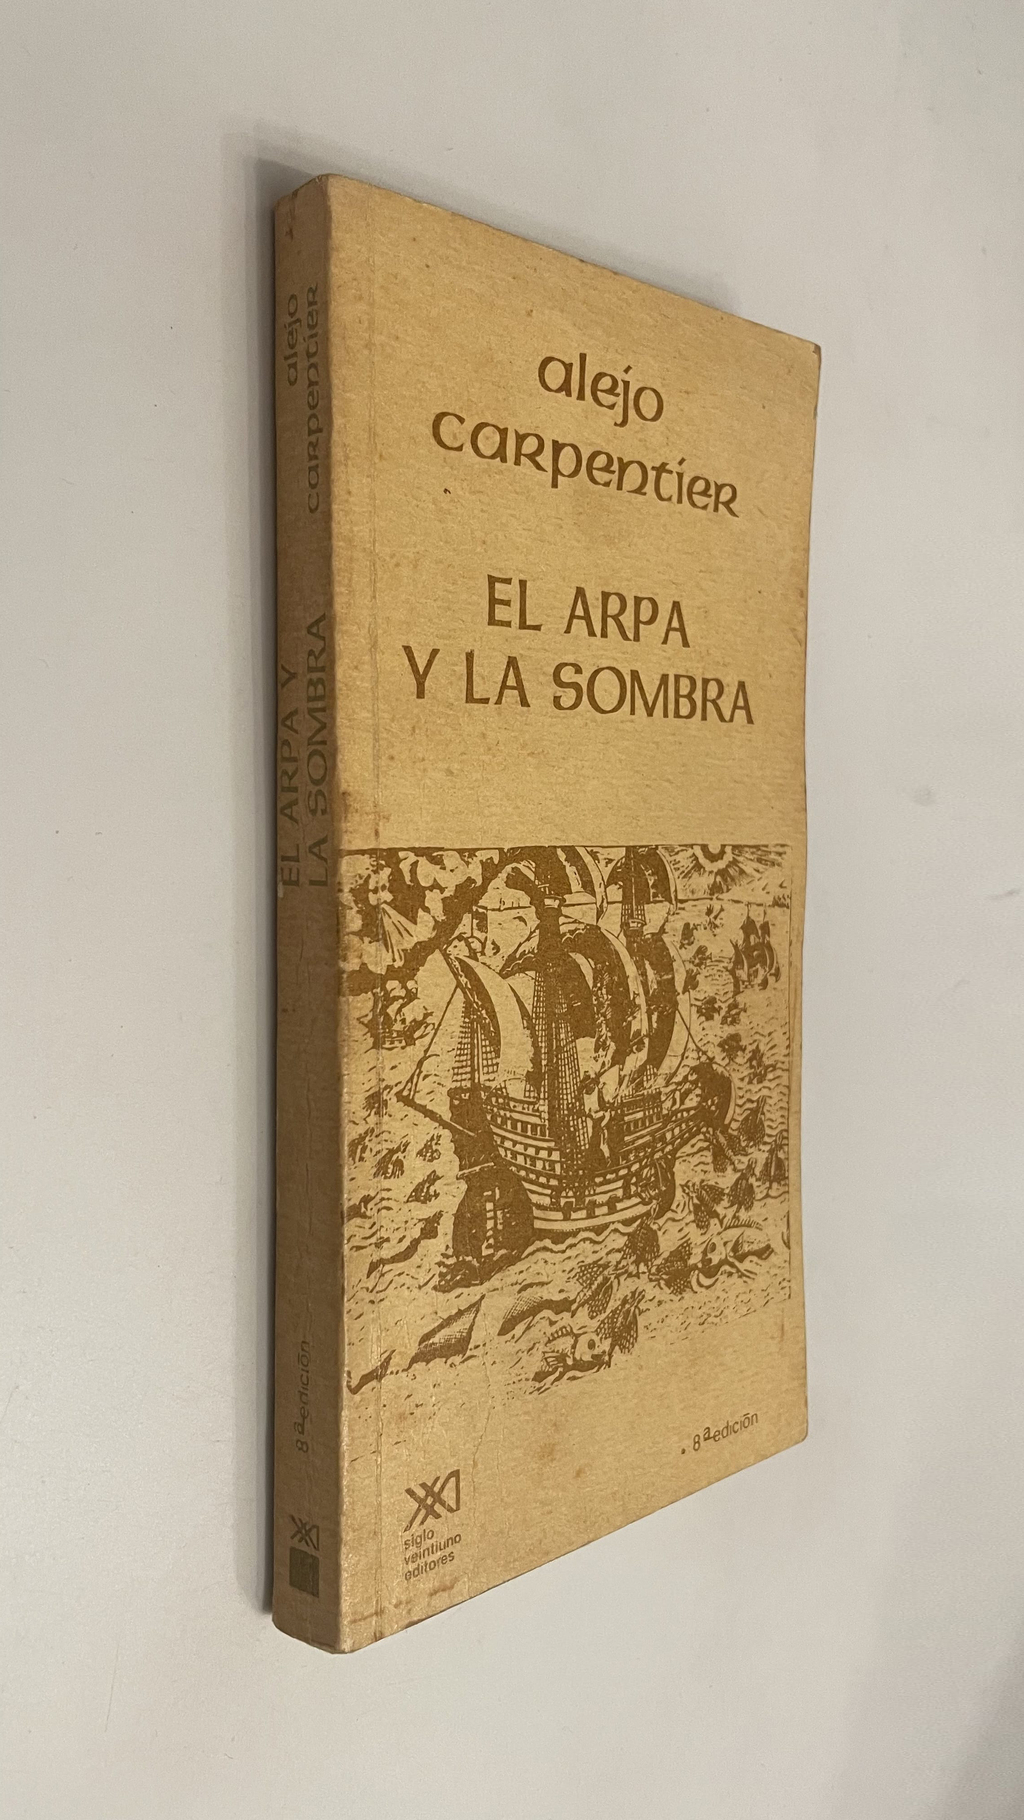 alejo
carpentier
EL ARPA
Y LA SOMBRA
8ª edición
siglo
veintiuno
editores
alejo
carpentier
EL ARPA Y
LA SOMBRA
8ª edición